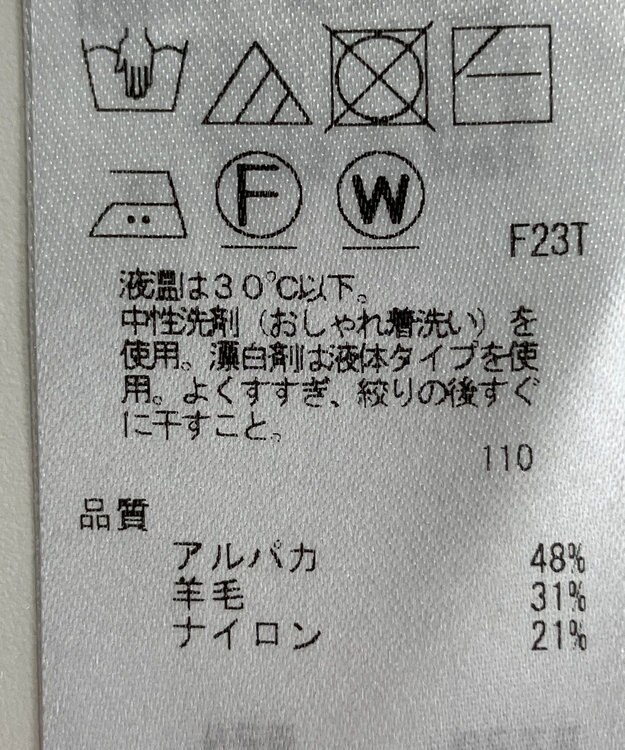 F
W
F23T
液温は30℃以下。
中性洗剤（おしゃれ着洗い）を
使用。漂白剤は液体タイプを使
用。よくすすぎ、絞りの後すぐ
に干すこと。
110
品質
アルパカ 48%
羊毛 31%
ナイロン 21%